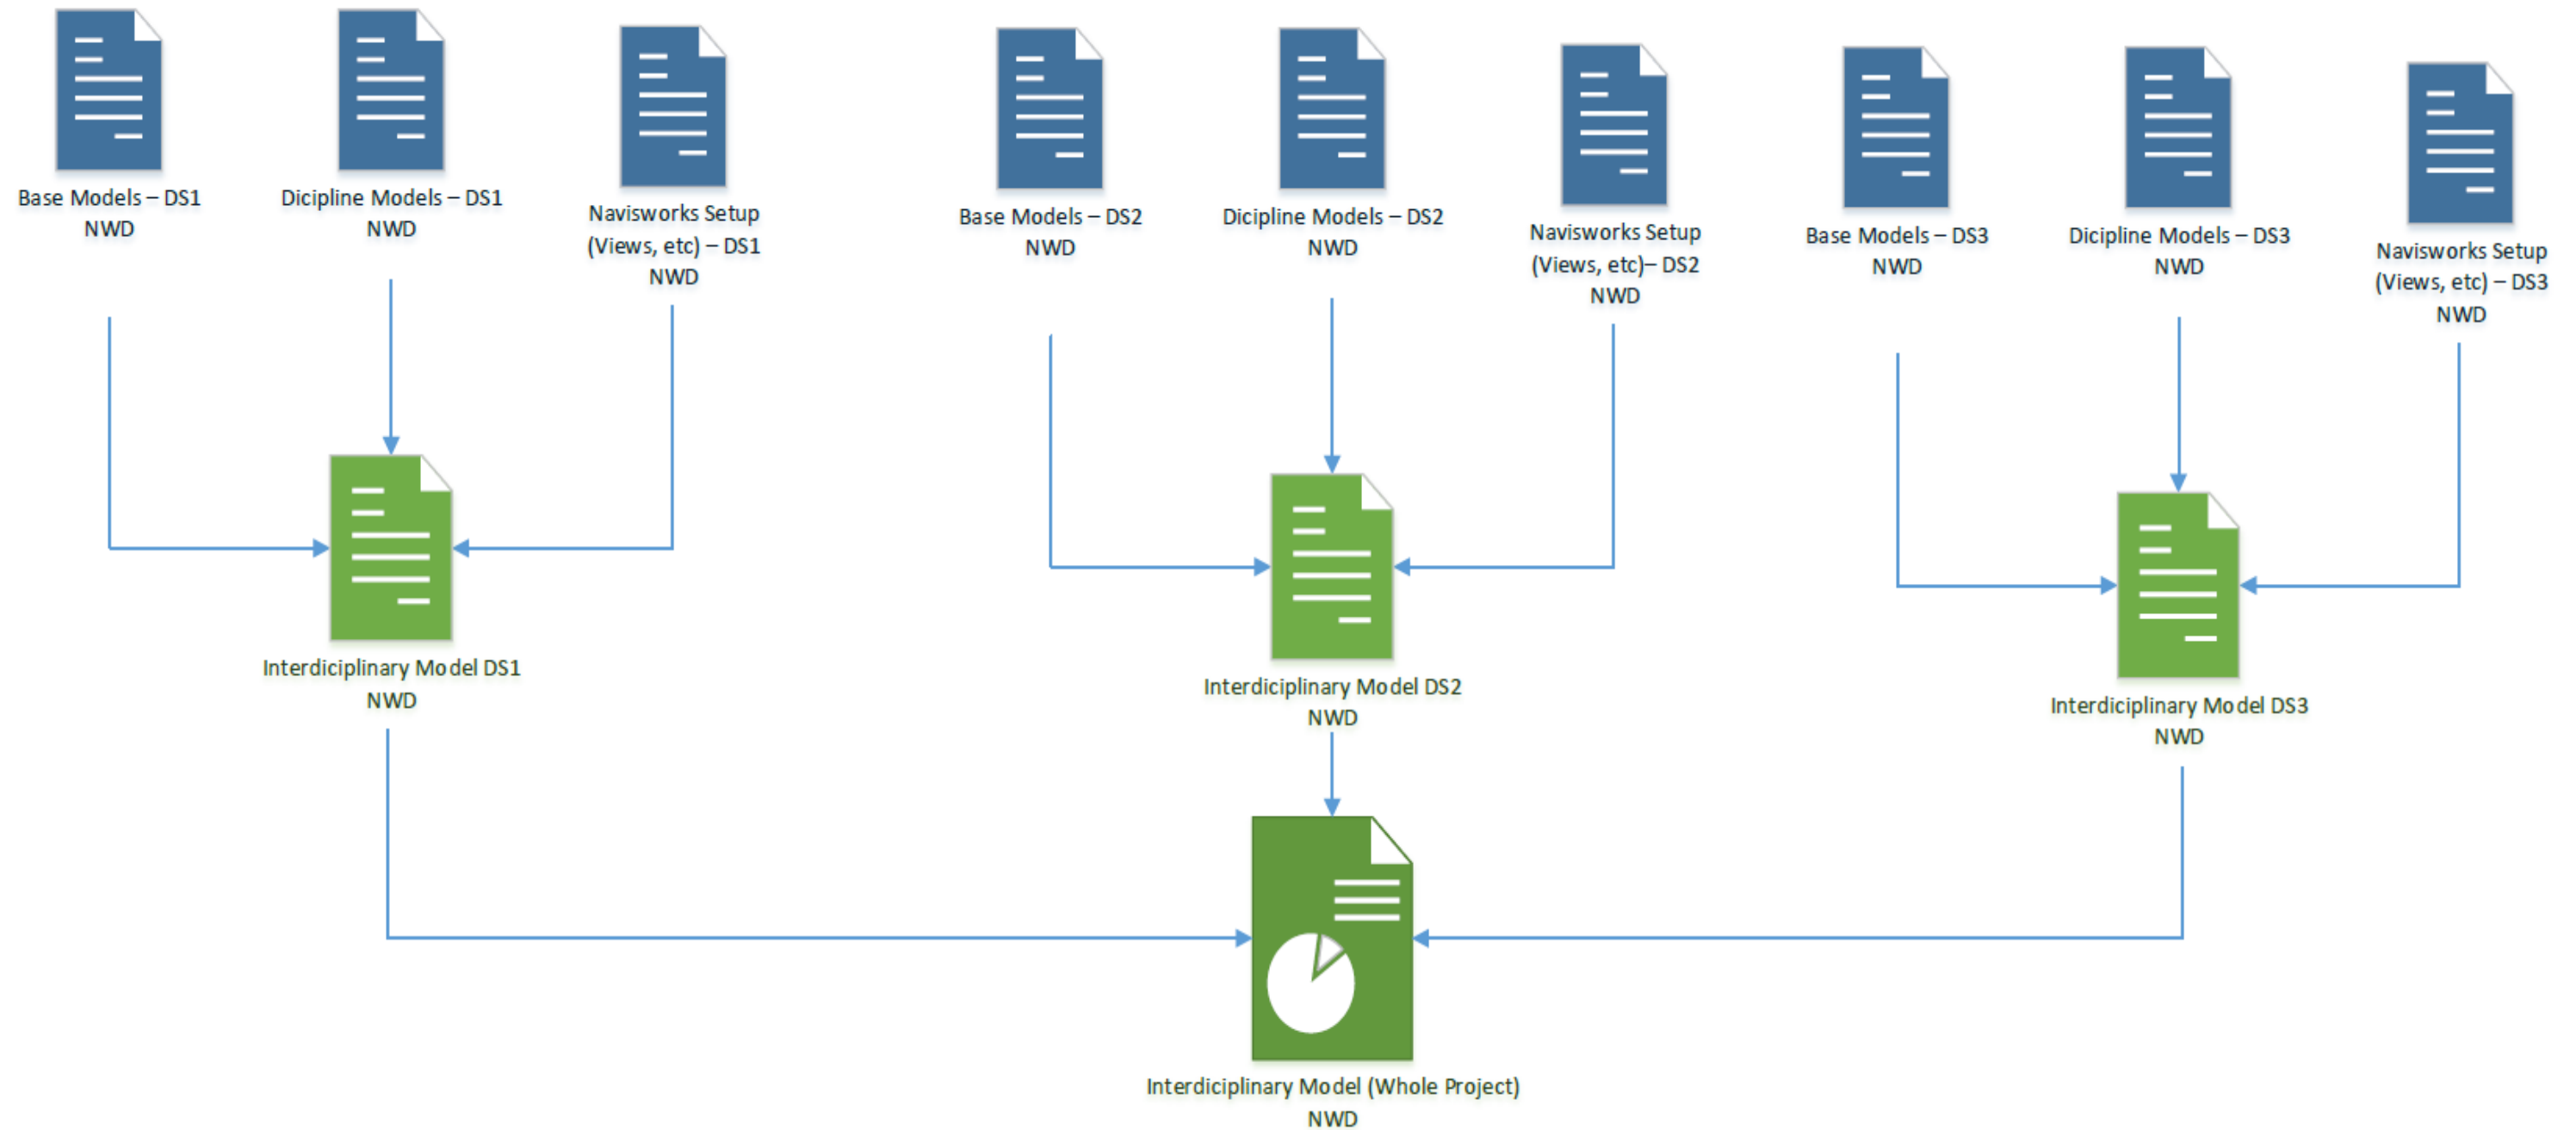 Base Models – DS1
NWD
Dicipline Models – DS1
NWD
Navisworks Setup
(Views, etc) – DS1
NWD
Base Models – DS2
NWD
Dicipline Models – DS2
NWD
Navisworks Setup
(Views, etc)– DS2
NWD
Base Models – DS3
NWD
Dicipline Models – DS3
NWD
Navisworks Setup
(Views, etc) – DS3
NWD
Interdiciplinary Model DS1
NWD
Interdiciplinary Model DS2
NWD
Interdiciplinary Model DS3
NWD
Interdiciplinary Model (Whole Project)
NWD